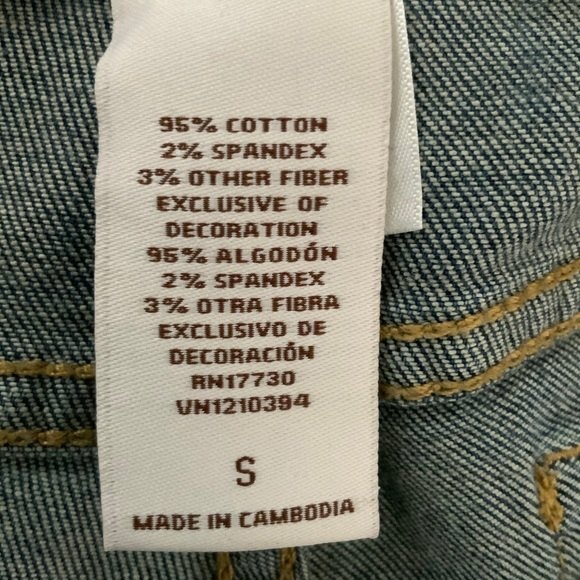 95% COTTON
2% SPANDEX
3% OTHER FIBER
EXCLUSIVE OF
DECORATION
95% ALGODÓN
2% SPANDEX
3% OTRA FIBRA
EXCLUSIVO DE
DECORACIÓN
RN17730
VN1210394
S
MADE IN CAMBODIA